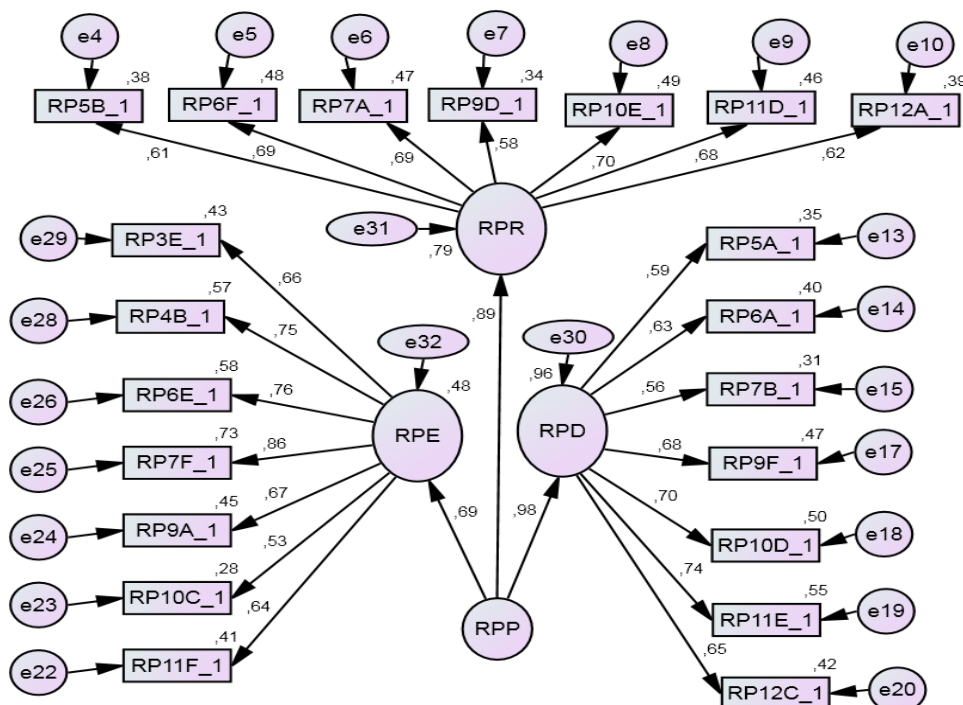 e4 e5 e6 e7 e8 e9 e10
,38 ,48 ,47 ,34 ,49 ,46 ,39
RP5B_1 RP6F_1 RP7A_1 RP9D_1 RP10E_1 RP11D_1 RP12A_1
,61 ,69 ,69 ,58 ,70 ,68 ,62
e31 RPR
,79
e29 RP3E_1 ,43
,66
e28 RP4B_1 ,57
,75
e26 RP6E_1 ,58
,76
e25 RP7F_1 ,73
,86
e24 RP9A_1 ,45
,67
e23 RP10C_1 ,28
,53
e22 RP11F_1 ,41
,64
e32
,48
RPE
,89
e30
,96
RPD
,35
RP5A_1 e13
,59
,40
RP6A_1 e14
,63
,31
RP7B_1 e15
,56
,47
RP9F_1 e17
,68
,50
RP10D_1 e18
,70
,55
RP11E_1 e19
,74
,42
RP12C_1 e20
,65
,69 ,98
RPP